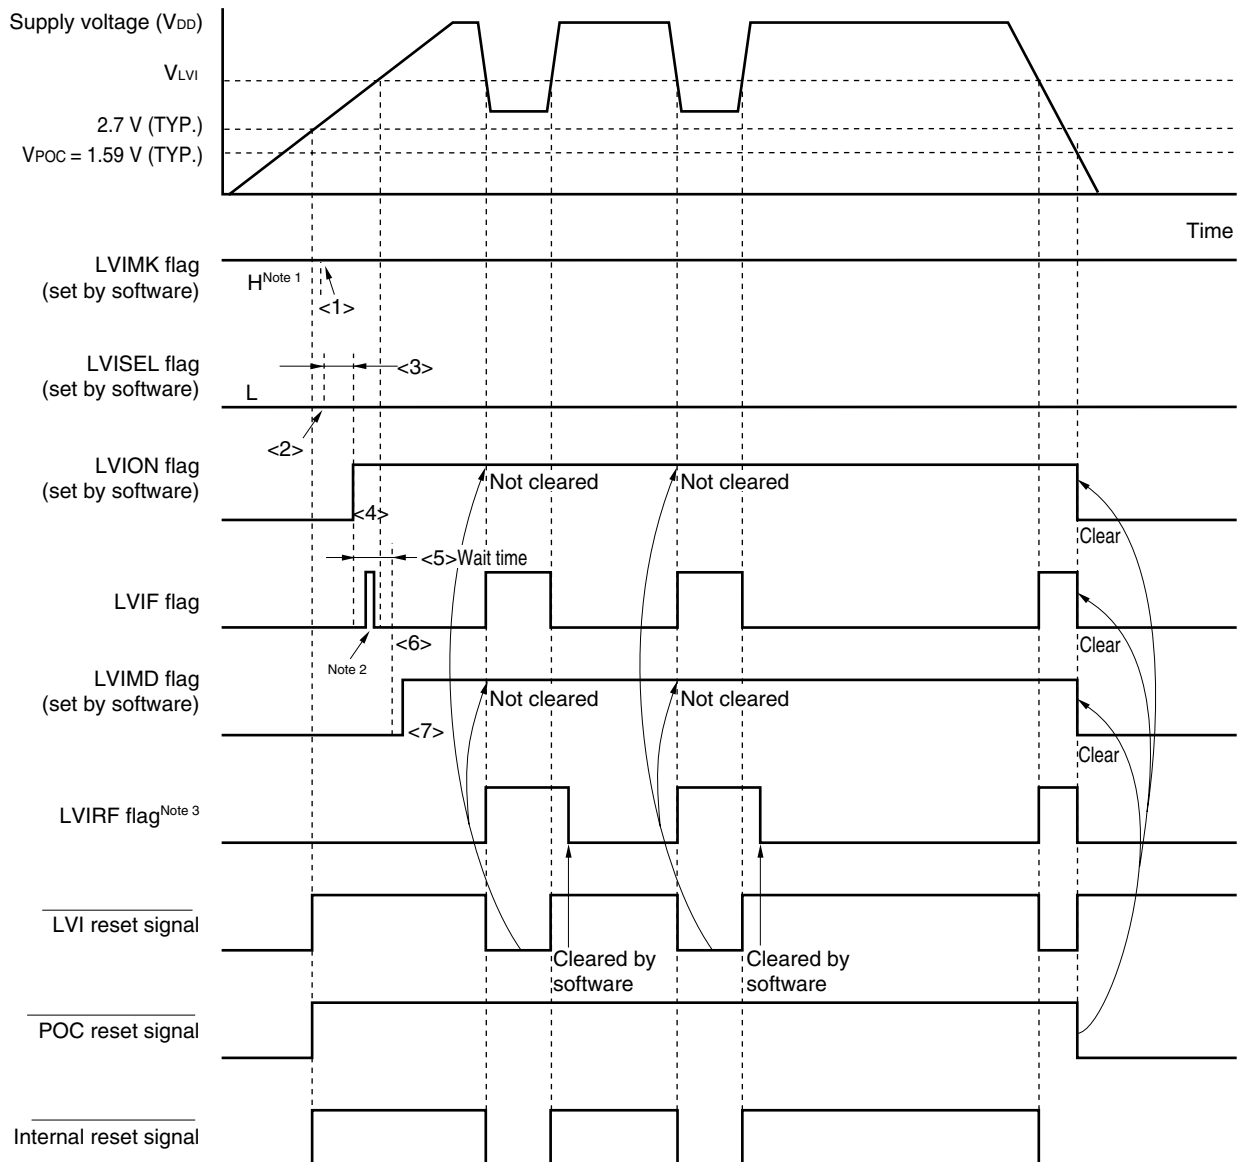 Supply voltage (VDD)
VLVI
2.7 V (TYP.)
VPOC = 1.59 V (TYP.)
Time
LVIMK flag
(set by software)
H Note 1
<1>
LVISEL flag
(set by software)
<3>
L
<2>
LVION flag
(set by software)
Not cleared
Not cleared
<4>
Clear
<5> Wait time
LVIF flag
Note 2
<6>
Clear
LVIMD flag
(set by software)
Not cleared
Not cleared
<7>
Clear
LVIRF flag Note 3
LVI reset signal
Cleared by
software
Cleared by
software
POC reset signal
Internal reset signal